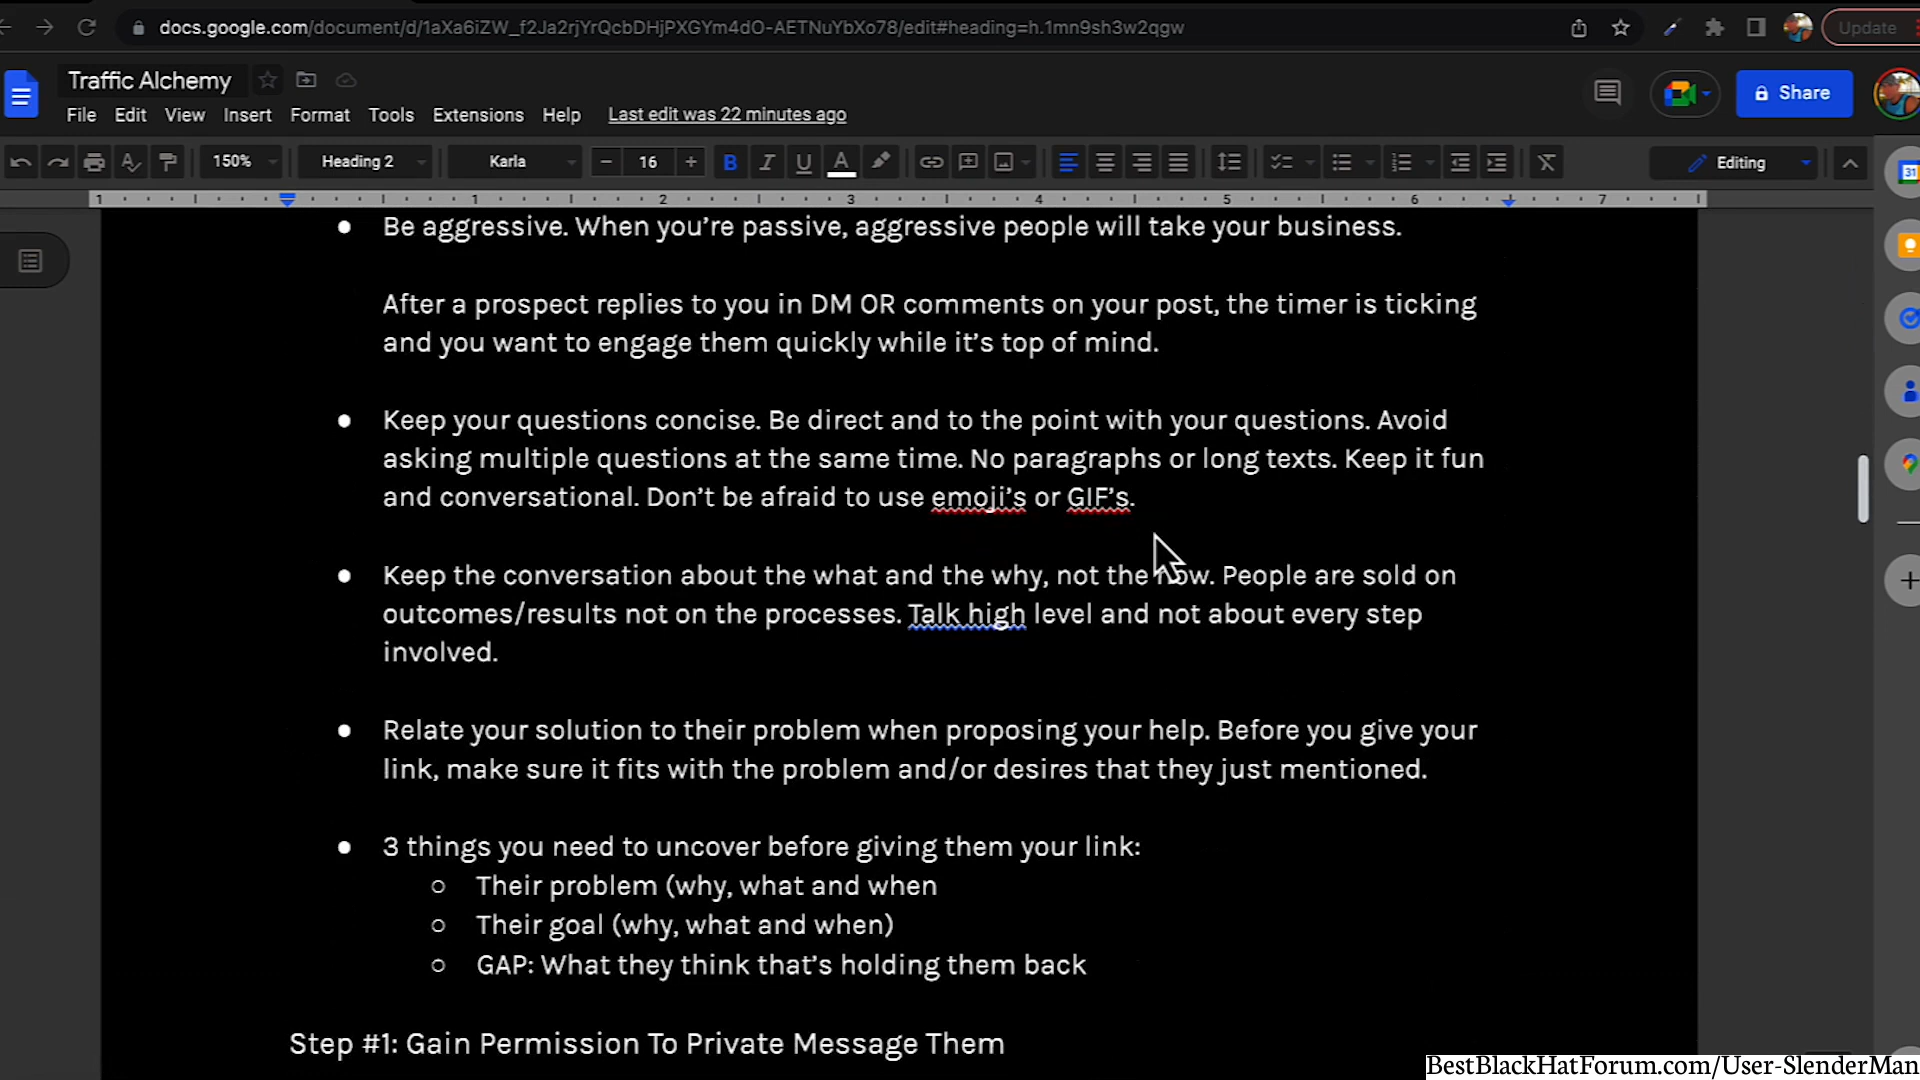 docs.google.com/document/d/1aXa6iZW_f2Ja2rjYrQcbDHjPXGYm4dO-AETNuYbXo78/edit#heading=h.1mn9sh3w2qgw
Update
Traffic Alchemy
Share
File Edit View Insert Format Tools Extensions Help Last edit was 22 minutes ago
150% Heading 2 Karla 16 B I U A Editing
1 1 2 3 4 5 6 7
31
● Be aggressive. When you’re passive, aggressive people will take your business.
After a prospect replies to you in DM OR comments on your post, the timer is ticking
and you want to engage them quickly while it’s top of mind.
● Keep your questions concise. Be direct and to the point with your questions. Avoid
asking multiple questions at the same time. No paragraphs or long texts. Keep it fun
and conversational. Don’t be afraid to use emoji’s or GIF’s.
● Keep the conversation about the what and the why, not the how. People are sold on
outcomes/results not on the processes. Talk high level and not about every step
involved.
● Relate your solution to their problem when proposing your help. Before you give your
link, make sure it fits with the problem and/or desires that they just mentioned.
● 3 things you need to uncover before giving them your link:
○ Their problem (why, what and when
○ Their goal (why, what and when)
○ GAP: What they think that’s holding them back
Step #1: Gain Permission To Private Message Them
BestBlackHatForum.com/User-SlenderMan